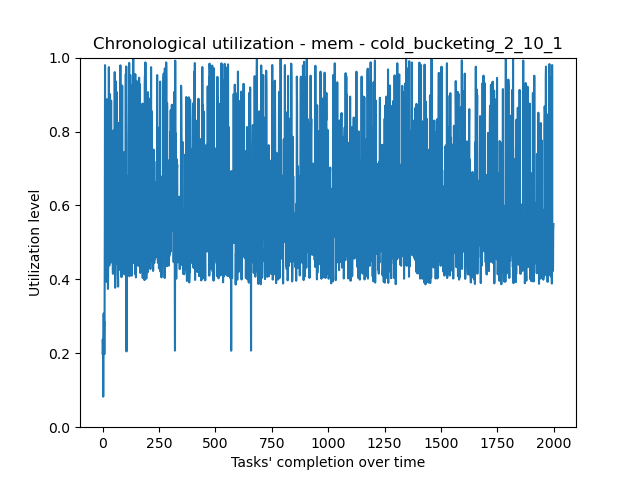 Chronological utilization - mem - cold_bucketing_2_10_1
1.0
0.8
0.6
0.4
0.2
0.0
Utilization level
0 250 500 750 1000 1250 1500 1750 2000
Tasks' completion over time